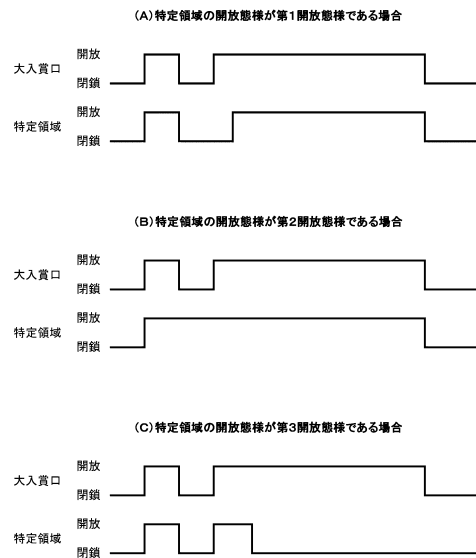 (A)特定領域の開放態様が第1開放態様である場合
開放
大入賞口
閉鎖
開放
特定領域
閉鎖
(B)特定領域の開放態様が第2開放態様である場合
開放
大入賞口
閉鎖
開放
特定領域
閉鎖
(C)特定領域の開放態様が第3開放態様である場合
開放
大入賞口
閉鎖
開放
特定領域
閉鎖